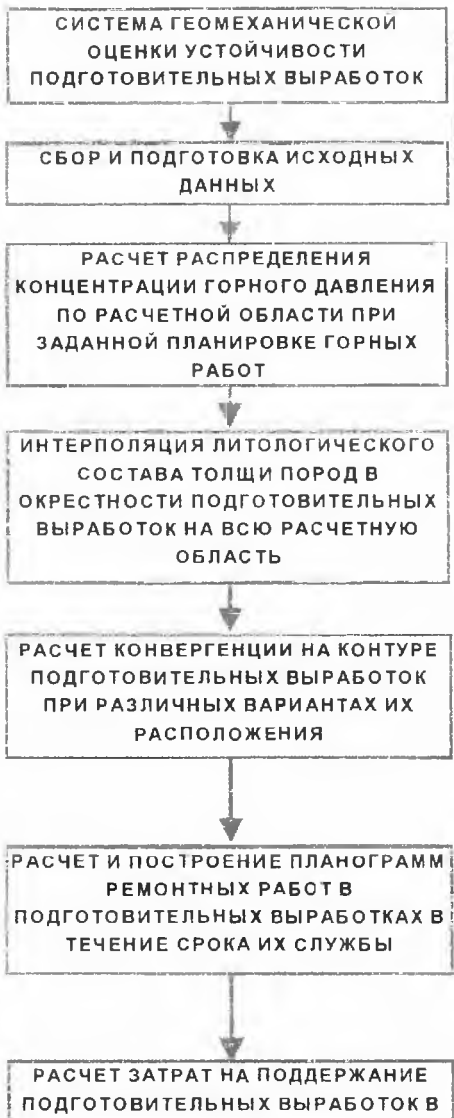 СИСТЕМА ГЕОМЕХАНИЧЕСКОЙ
ОЦЕНКИ УСТОЙЧИВОСТИ
ПОДГОТОВИТЕЛЬНЫХ ВЫРАБОТОК
СБОР И ПОДГОТОВКА ИСХОДНЫХ
ДАННЫХ
РАСЧЕТ РАСПРЕДЕЛЕНИЯ
КОНЦЕНТРАЦИИ ГОРНОГО ДАВЛЕНИЯ
ПО РАСЧЕТНОЙ ОБЛАСТИ ПРИ
ЗАДАННОЙ ПЛАНИРОВКЕ ГОРНЫХ
РАБОТ
ИНТЕРПОЛЯЦИЯ ЛИТОЛОГИЧЕСКОГО
СОСТАВА ТОЛЩИ ПОРОД В
ОКРЕСТНОСТИ ПОДГОТОВИТЕЛЬНЫХ
ВЫРАБОТОК НА ВСЮ РАСЧЕТНУЮ
ОБЛАСТЬ
РАСЧЕТ КОНВЕРГЕНЦИИ НА КОНТУРЕ
ПОДГОТОВИТЕЛЬНЫХ ВЫРАБОТОК
ПРИ РАЗЛИЧНЫХ ВАРИАНТАХ ИХ
РАСПОЛОЖЕНИЯ
РАСЧЕТ И ПОСТРОЕНИЕ ПЛАНОГРАММ
РЕМОНТНЫХ РАБОТ В
ПОДГОТОВИТЕЛЬНЫХ ВЫРАБОТКАХ В
ТЕЧЕНИЕ СРОКА ИХ СЛУЖБЫ
РАСЧЕТ ЗАТРАТ НА ПОДДЕРЖАНИЕ
ПОДГОТОВИТЕЛЬНЫХ ВЫРАБОТОК В